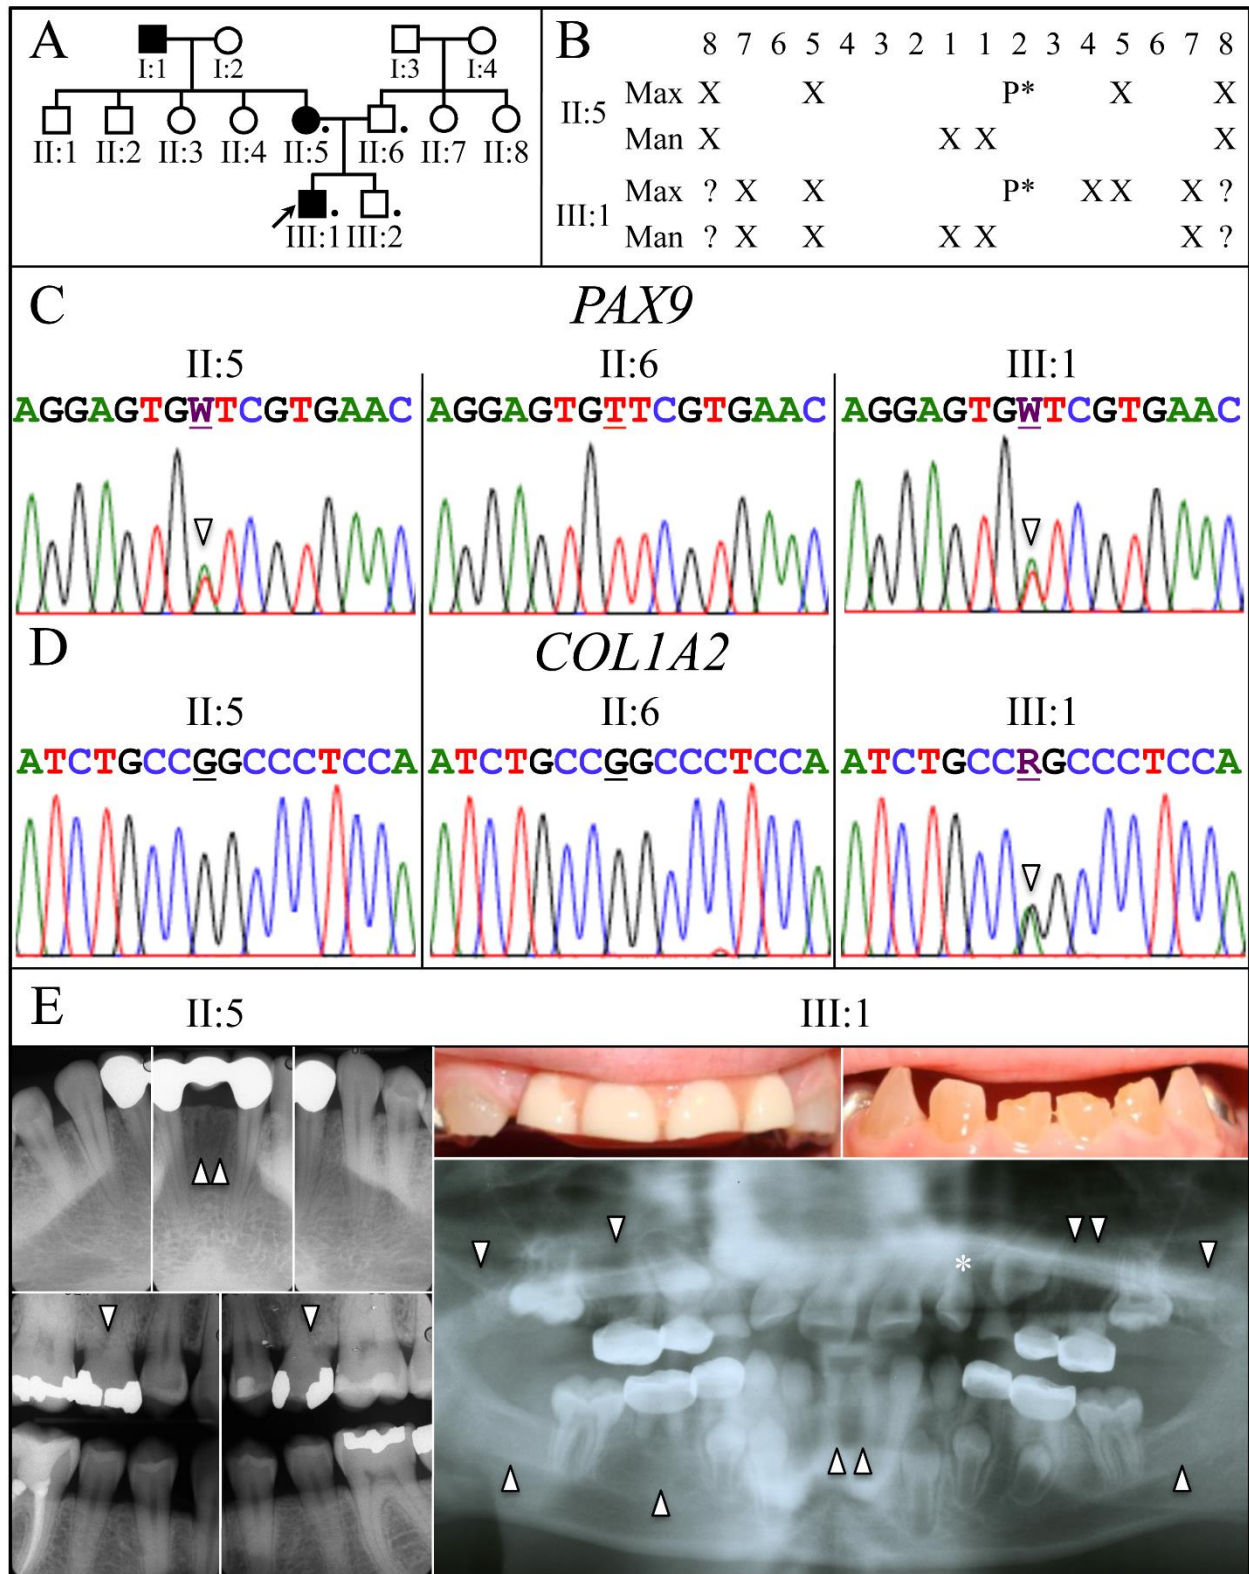 A
I:1 I:2 I:3 I:4
II:1 II:2 II:3 II:4 II:5 II:6 II:7 II:8
III:1 III:2
B
8 7 6 5 4 3 2 1 1 2 3 4 5 6 7 8
II:5
Max X X P* X X
Man X X X X
III:1
Max ? X X P* X X X ?
Man ? X X X X X ?
C
PAX9
II:5 II:6 III:1
AGGAGTGWTCGTGAAC AGGAGTGTTCGTGAAC AGGAGTGWTCGTGAAC
D
COL1A2
II:5 II:6 III:1
ATCTGCCGGCCCTCCA ATCTGCCGGCCCTCCA ATCTGCCRGCCCTCCA
E
II:5 III:1
*